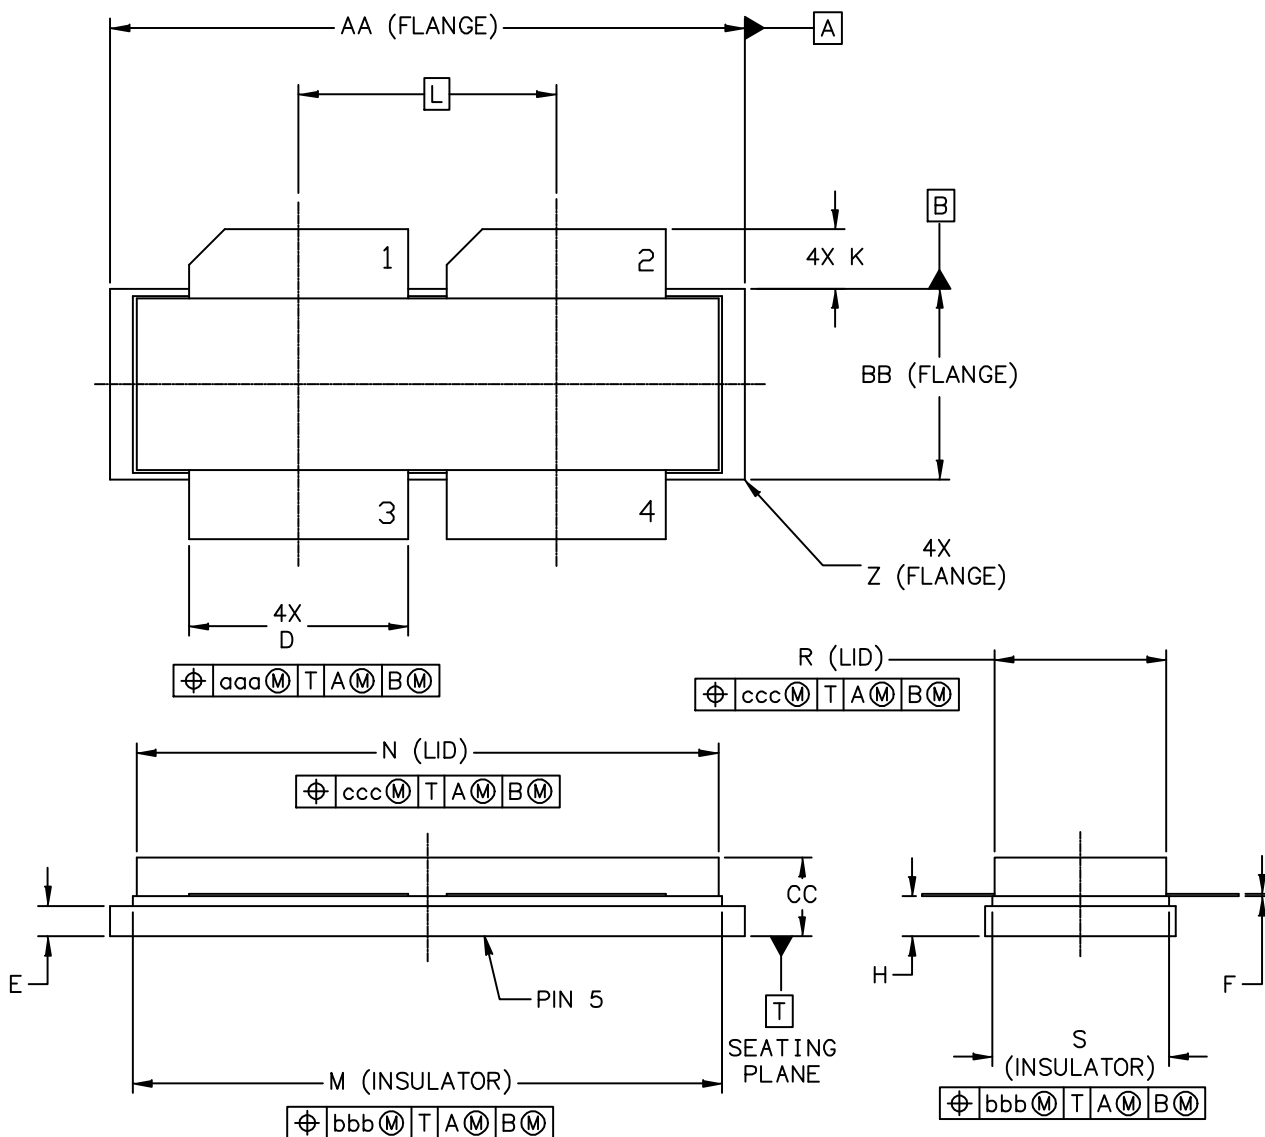 AA (FLANGE)
A
L
B
1
2
4X K
BB (FLANGE)
3
4
4X
Z (FLANGE)
4X
D
⌖ aaa Ⓜ T A Ⓜ B Ⓜ
R (LID)
⌖ ccc Ⓜ T A Ⓜ B Ⓜ
N (LID)
⌖ ccc Ⓜ T A Ⓜ B Ⓜ
CC
E
H
F
PIN 5
T
SEATING
PLANE
S
(INSULATOR)
M (INSULATOR)
⌖ bbb Ⓜ T A Ⓜ B Ⓜ
⌖ bbb Ⓜ T A Ⓜ B Ⓜ